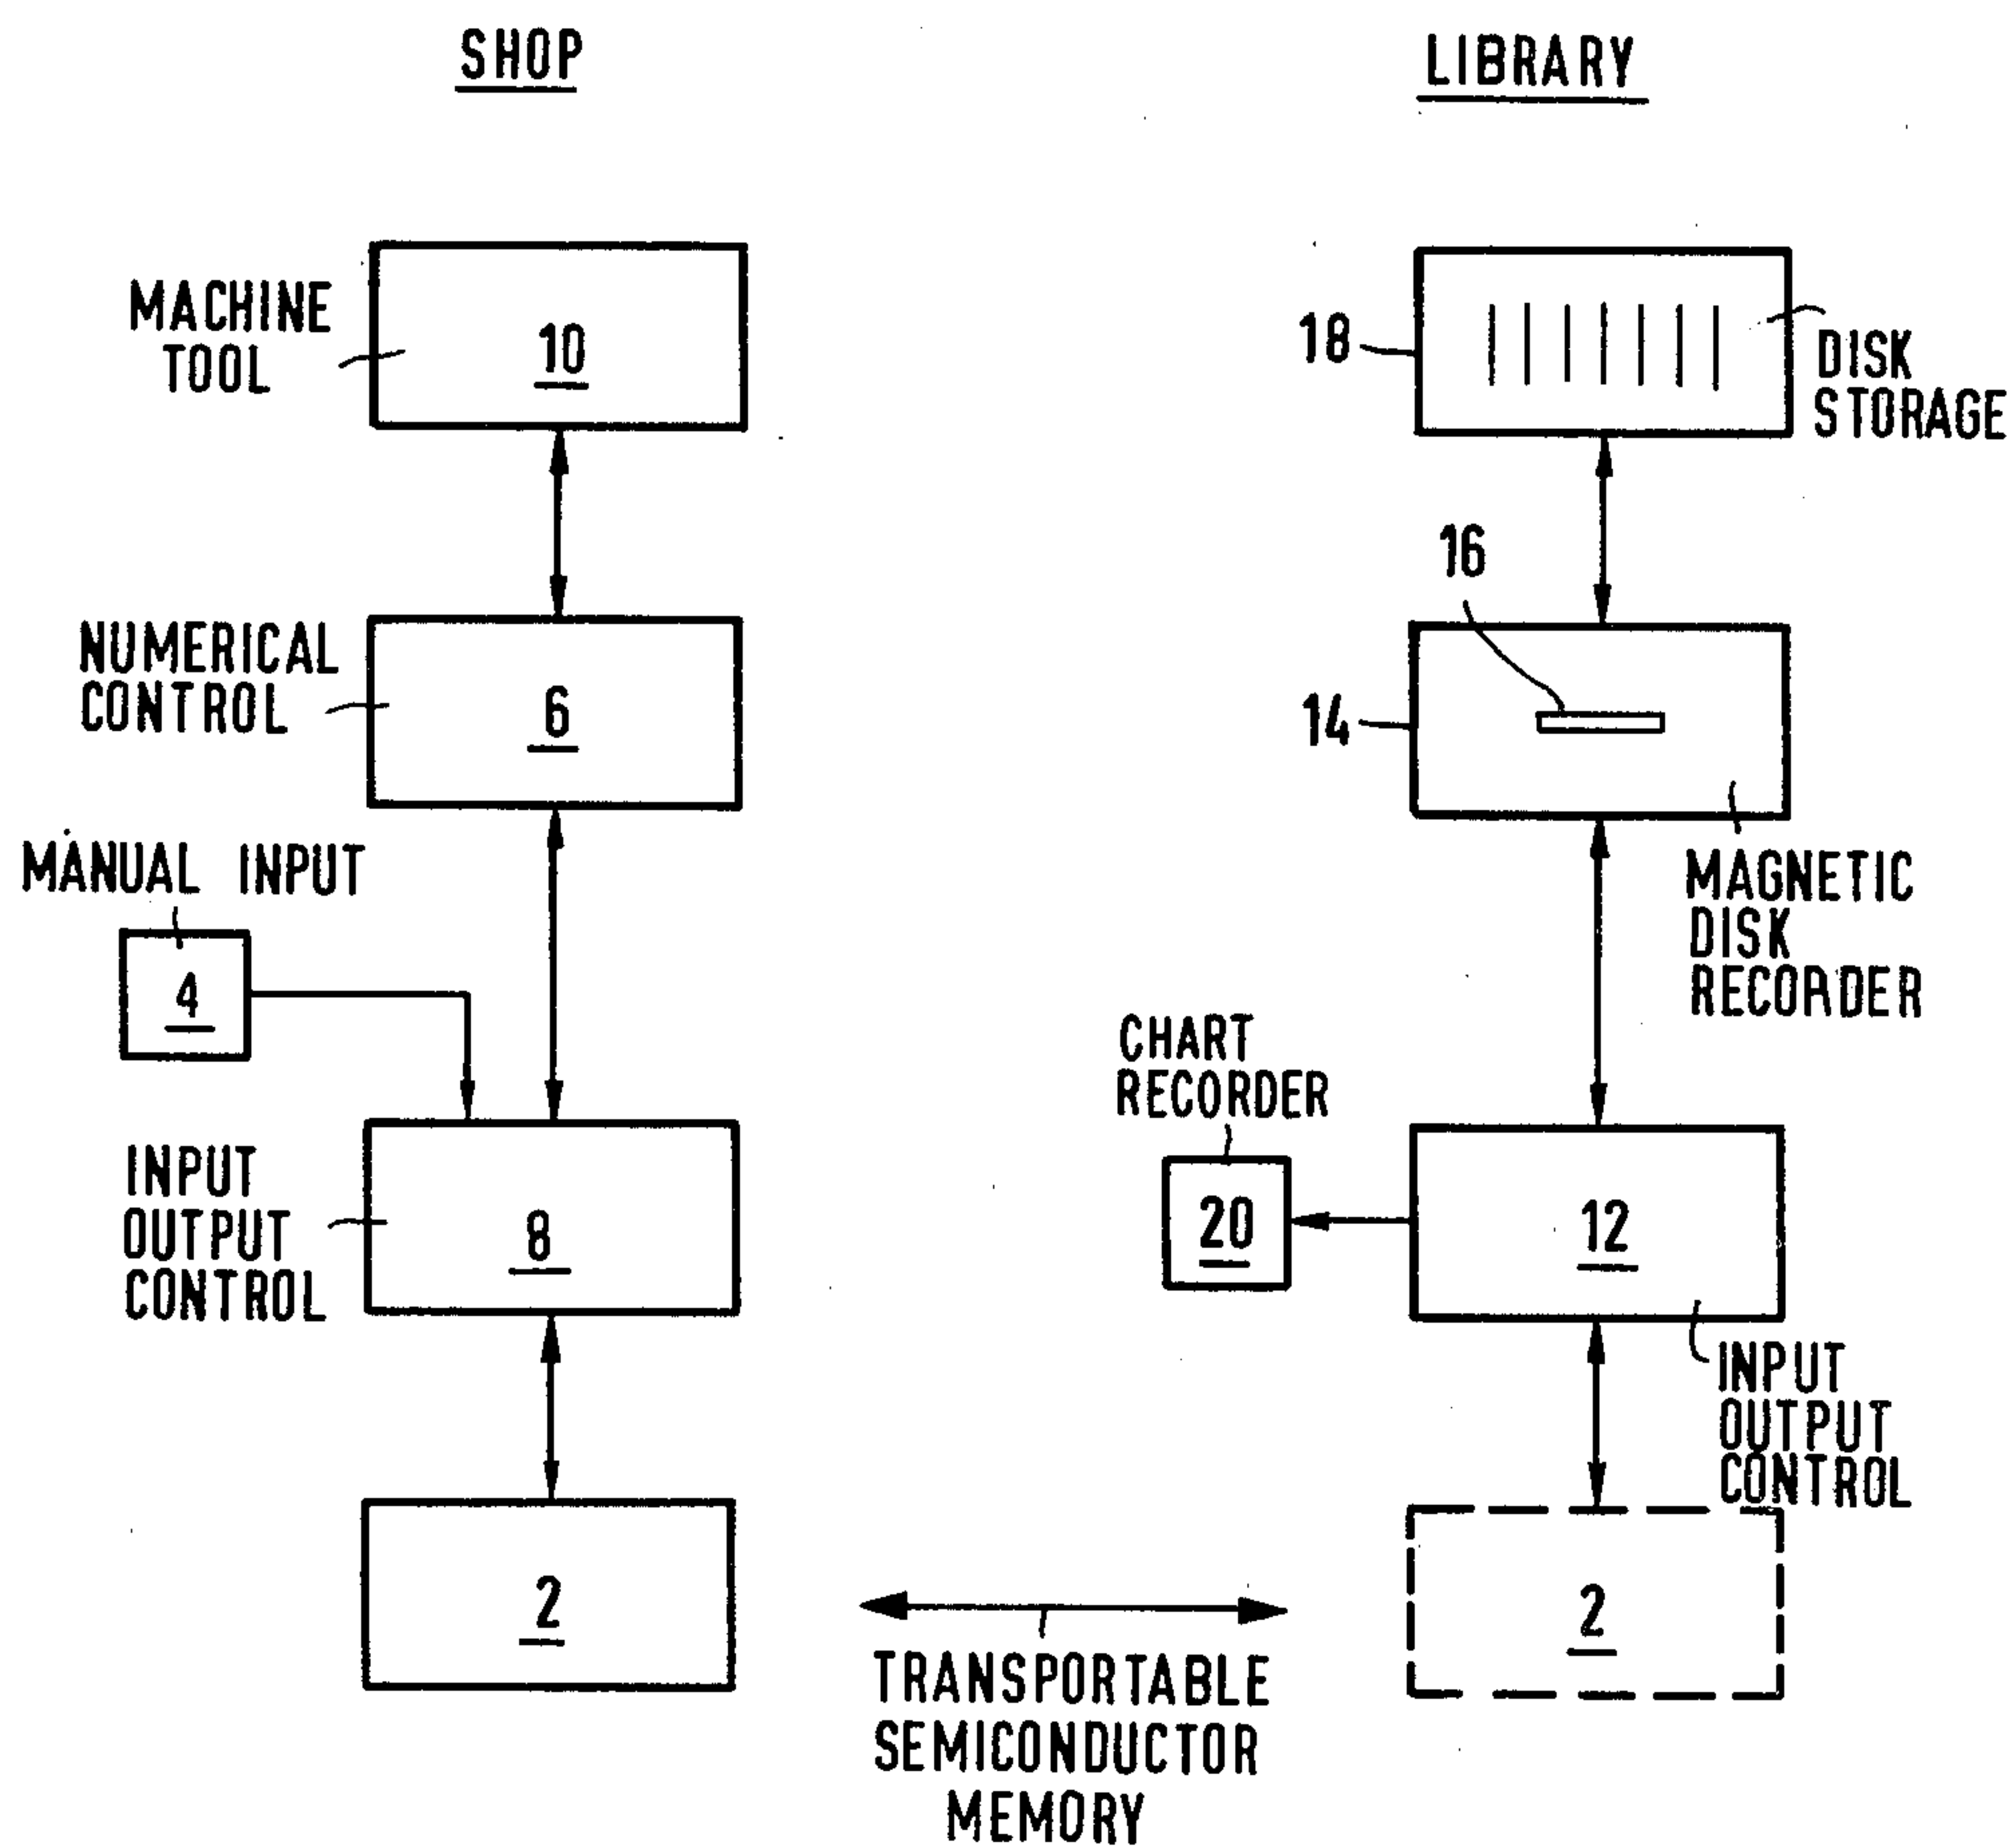 SHOP
MACHINE
TOOL
10
NUMERICAL
CONTROL
6
MANUAL INPUT
4
INPUT
OUTPUT
CONTROL
8
2
TRANSPORTABLE
SEMICONDUCTOR
MEMORY
LIBRARY
18
DISK
STORAGE
16
14
MAGNETIC
DISK
RECORDER
CHART
RECORDER
20
12
INPUT
OUTPUT
CONTROL
2